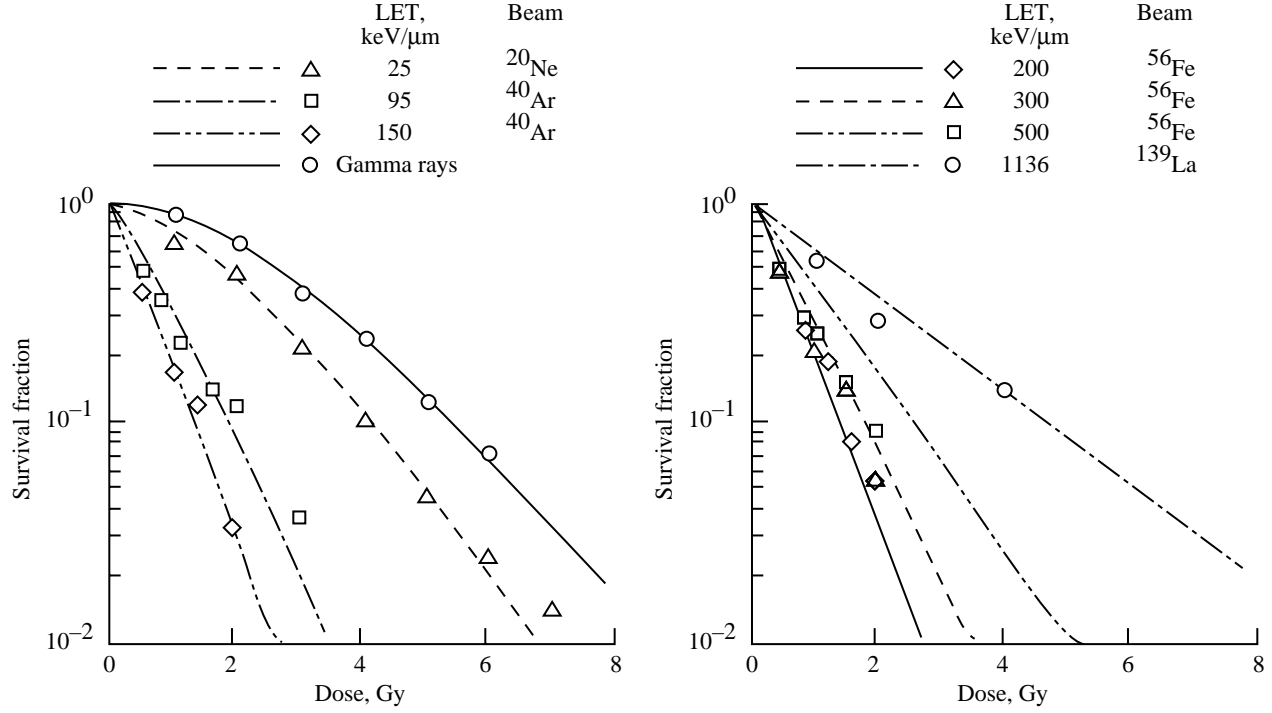 LET, Beam
keV/μm
25 20Ne
95 40Ar
150 40Ar
Gamma rays
10^0
10^−1
10^−2
Survival fraction
0 2 4 6 8
Dose, Gy
LET, Beam
keV/μm
200 56Fe
300 56Fe
500 56Fe
1136 139La
10^0
10^−1
10^−2
Survival fraction
0 2 4 6 8
Dose, Gy